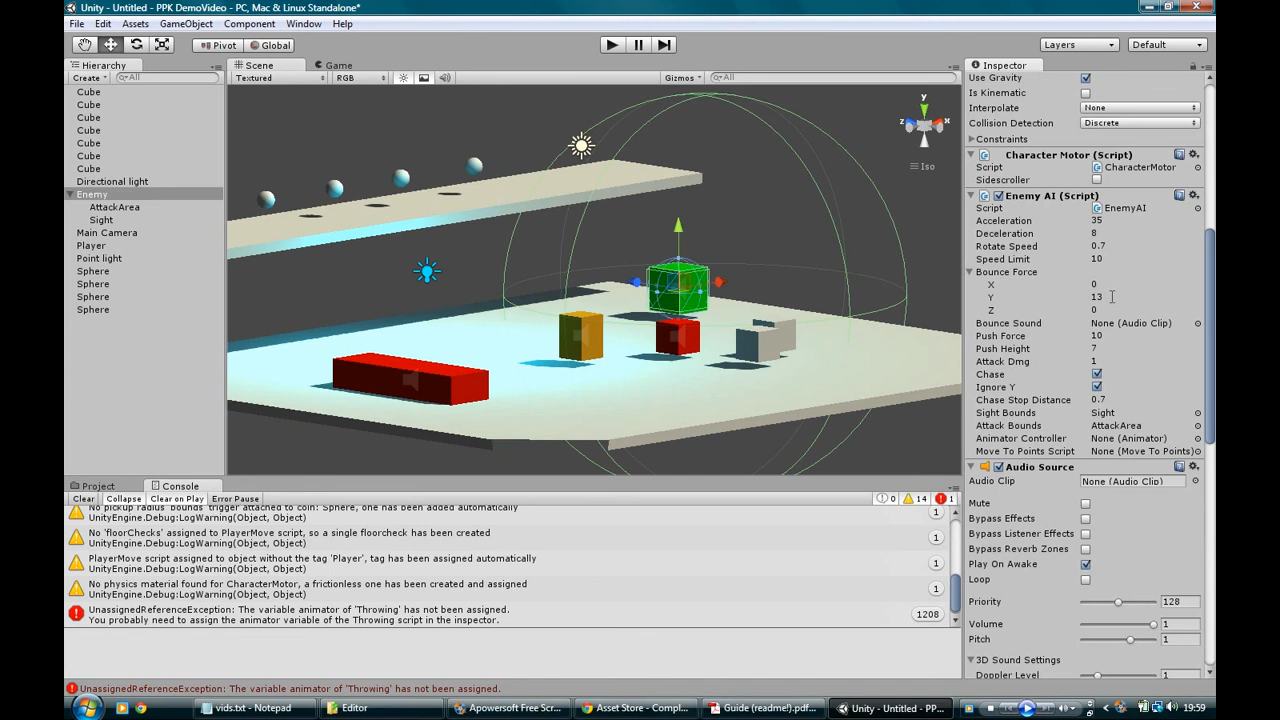 Unity - Untitled - PPK DemoVideo - PC, Mac & Linux Standalone*
File Edit Assets GameObject Component Window Help
Pivot Global Layers Default
Hierarchy
Create All
Cube
Cube
Cube
Cube
Cube
Cube
Cube
Directional light
Enemy
AttackArea
Sight
Main Camera
Player
Point light
Sphere
Sphere
Sphere
Sphere
Scene Game
Textured RGB Gizmos All
y
z x
Iso
Inspector
Use Gravity
Is Kinematic
Interpolate None
Collision Detection Discrete
Constraints
Character Motor (Script)
Script CharacterMotor
Sidescroller
Enemy AI (Script)
Script EnemyAI
Acceleration 35
Deceleration 8
Rotate Speed 0.7
Speed Limit 10
Bounce Force
X 0
Y 13
Z 0
Bounce Sound None (Audio Clip)
Push Force 10
Push Height 7
Attack Dmg 1
Chase
Ignore Y
Chase Stop Distance 0.7
Sight Bounds Sight
Attack Bounds AttackArea
Animator Controller None (Animator)
Move To Points Script None (Move To Points)
Audio Source
Audio Clip None (Audio Clip)
Mute
Bypass Effects
Bypass Listener Effects
Bypass Reverb Zones
Play On Awake
Loop
Priority 128
Volume 1
Pitch 1
3D Sound Settings
Doppler Level 1
Project Console
Clear Collapse Clear on Play Error Pause 0 14 1
No pickup radius 'bounds' trigger attached to coin: Sphere, one has been added automatically
UnityEngine.Debug:LogWarning(Object, Object) 1
No 'floorChecks' assigned to PlayerMove script, so a single floorcheck has been created
UnityEngine.Debug:LogWarning(Object, Object) 1
PlayerMove script assigned to object without the tag 'Player', tag has been assigned automatically
UnityEngine.Debug:LogWarning(Object, Object) 1
No physics material found for CharacterMotor, a frictionless one has been created and assigned
UnityEngine.Debug:LogWarning(Object, Object) 1
UnassignedReferenceException: The variable animator of 'Throwing' has not been assigned.
You probably need to assign the animator variable of the Throwing script in the inspector. 1208
UnassignedReferenceException: The variable animator of 'Throwing' has not been assigned.
vids.txt - Notepad Editor Apowersoft Free Scr... Asset Store - Compl... Guide (readme!).pdf... Unity - Untitled - PP... 19:59